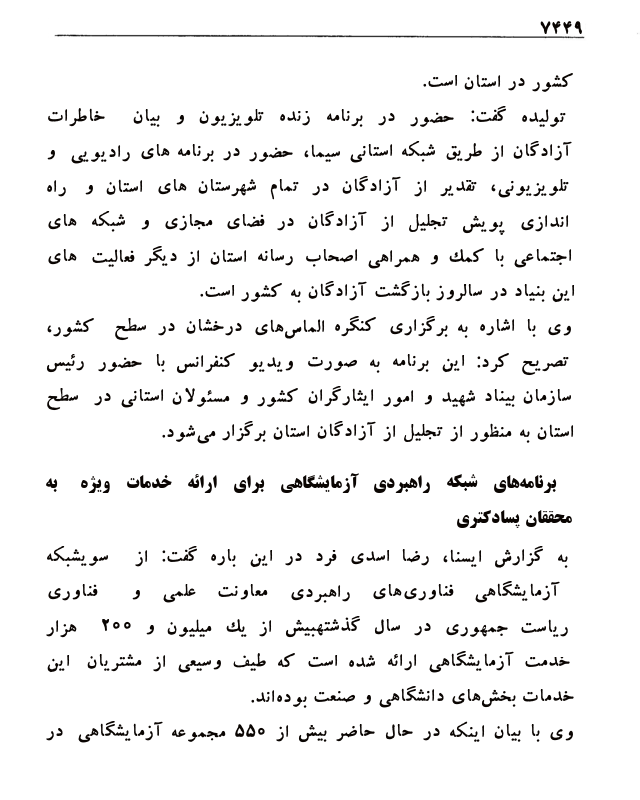 ۷۴۴۹
کشور در استان است.
تولیده گفت: حضور در برنامه زنده تلویزیون و بیان خاطرات
آزادگان از طریق شبکه استانی سیما، حضور در برنامه های رادیویی و
تلویزیونی، تقدیر از آزادگان در تمام شهرستان های استان و راه
اندازی پویش تجلیل از آزادگان در فضای مجازی و شبکه های
اجتماعی با کمك و همراهی اصحاب رسانه استان از دیگر فعالیت های
این بنیاد در سالروز بازگشت آزادگان به کشور است.
وی با اشاره به برگزاری کنگره الماس‌های درخشان در سطح کشور،
تصریح کرد: این برنامه به صورت ویدیو کنفرانس با حضور رئیس
سازمان بیناد شهید و امور ایثارگران کشور و مسئولان استانی در سطح
استان به منظور از تجلیل از آزادگان استان برگزار می‌شود.
برنامه‌های شبکه راهبردی آزمایشگاهی برای ارائه خدمات ویژه به
محققان پسادکتری
به گزارش ایسنا، رضا اسدی فرد در این باره گفت: از سویشبکه
آزمایشگاهی فناوری‌های راهبردی معاونت علمی و فناوری
ریاست جمهوری در سال گذشتهبیش از یك میلیون و ۲۰۰ هزار
خدمت آزمایشگاهی ارائه شده است که طیف وسیعی از مشتریان این
خدمات بخش‌های دانشگاهی و صنعت بوده‌اند.
وی با بیان اینکه در حال حاضر بیش از ۵۵۰ مجموعه آزمایشگاهی در